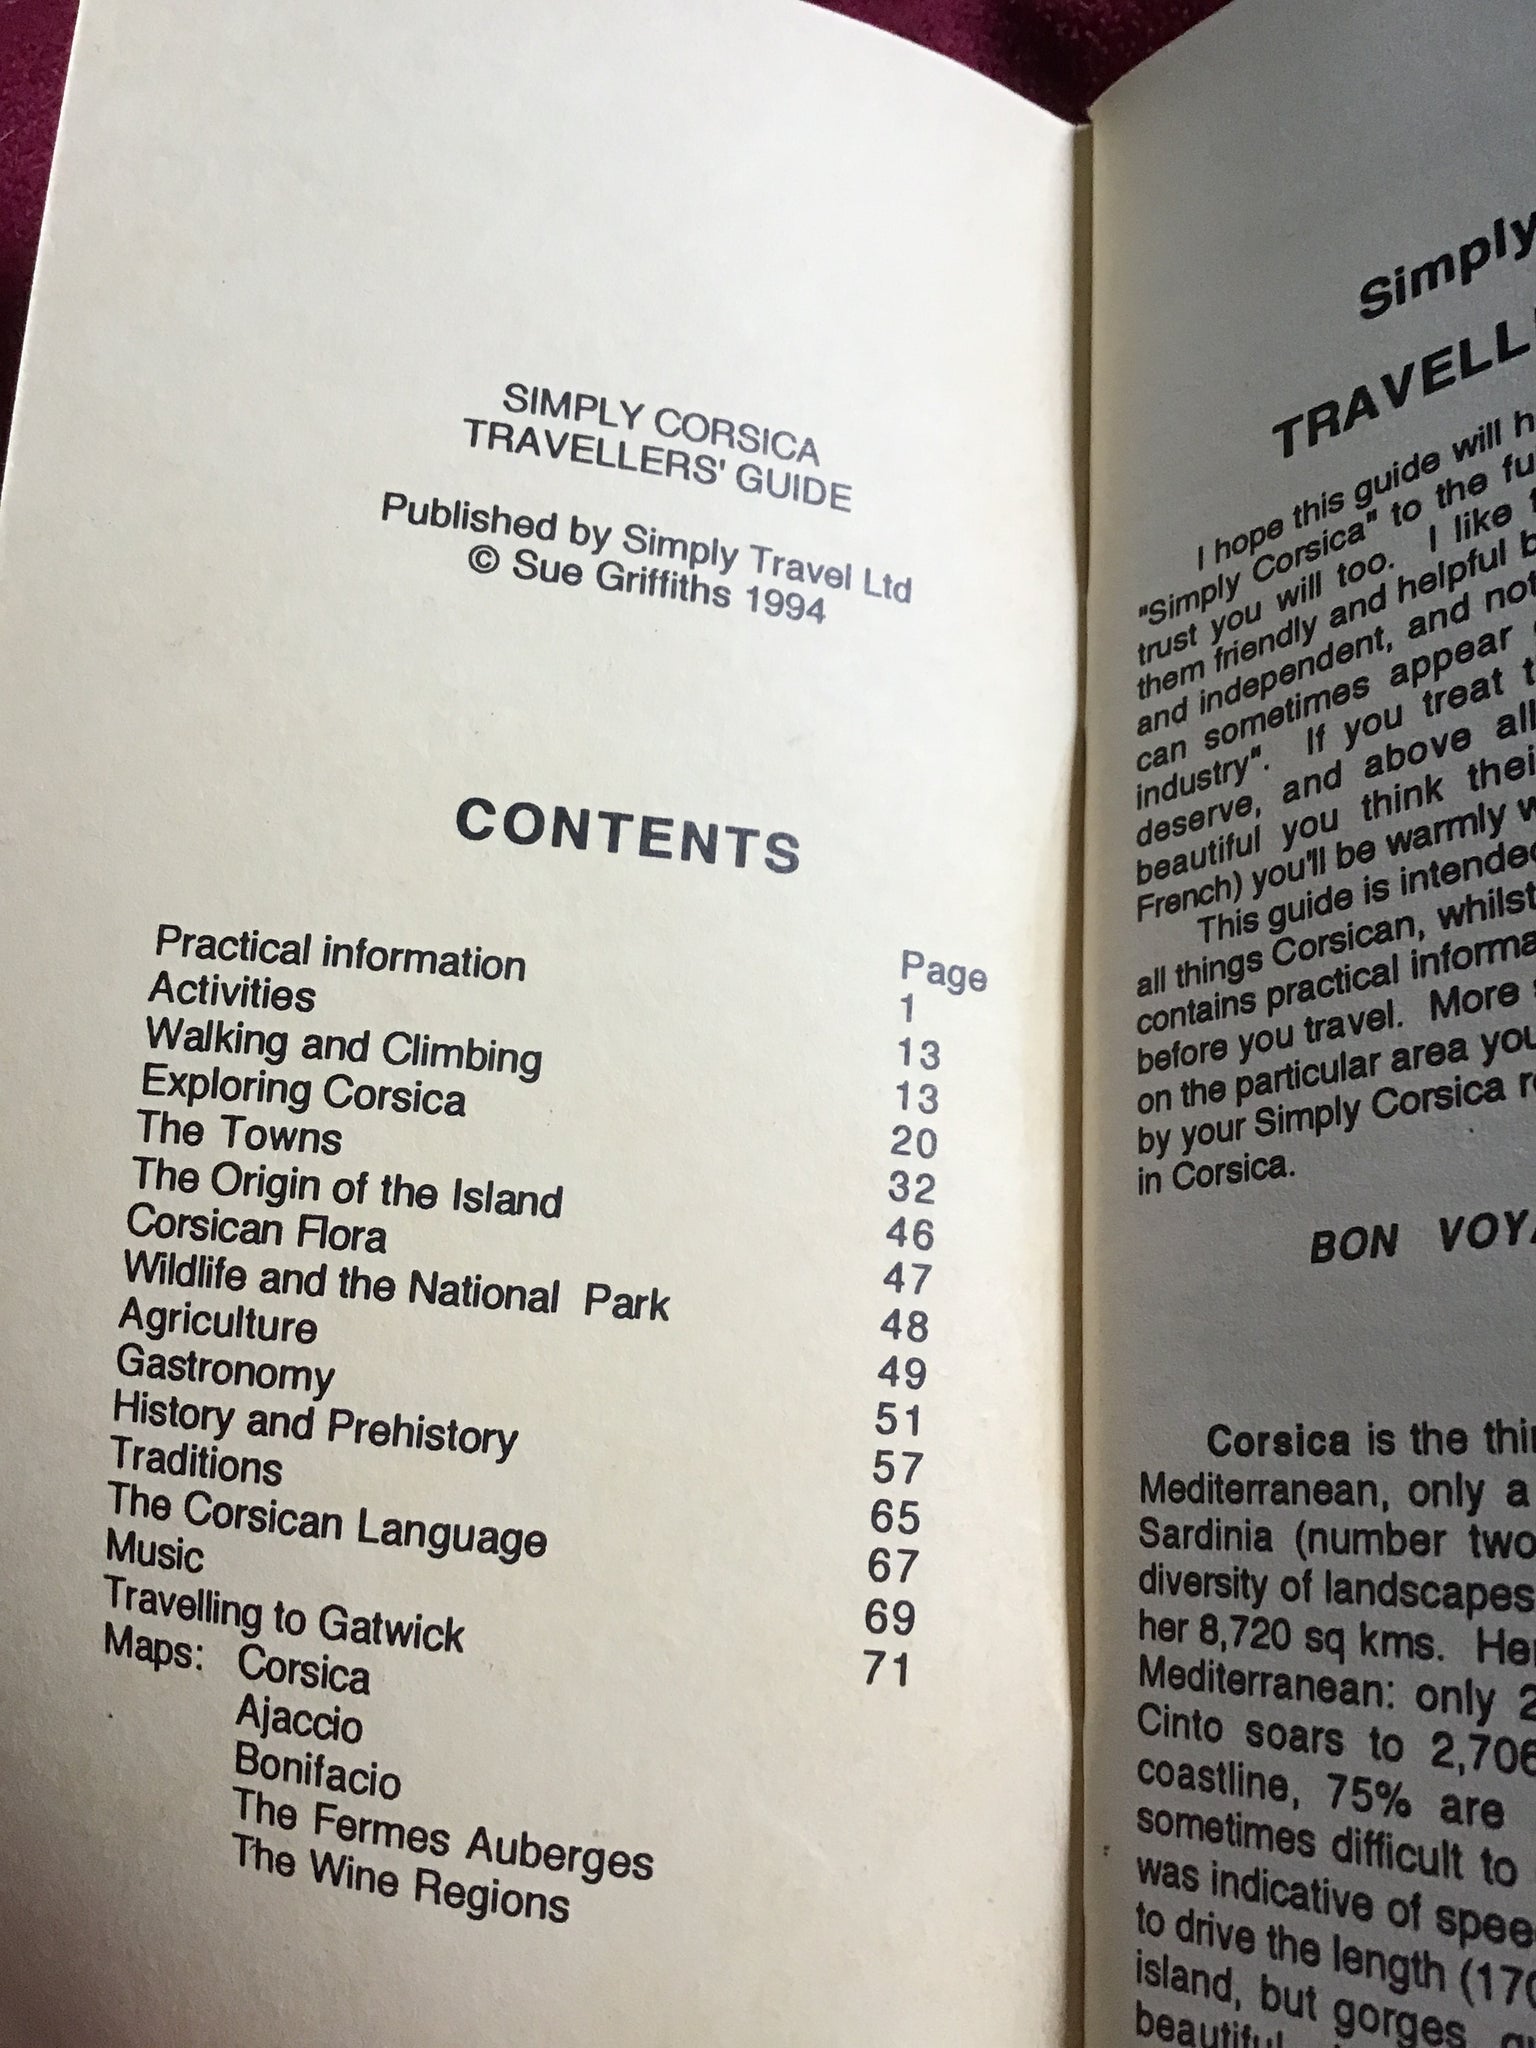 SIMPLY CORSICA
TRAVELLERS' GUIDE
Published by Simply Travel Ltd
© Sue Griffiths 1994
CONTENTS
Page
Practical information 1
Activities 13
Walking and Climbing 13
Exploring Corsica 20
The Towns 32
The Origin of the Island 46
Corsican Flora 47
Wildlife and the National Park 48
Agriculture 49
Gastronomy 51
History and Prehistory 57
Traditions 65
The Corsican Language 67
Music 69
Travelling to Gatwick 71
Maps: Corsica
Ajaccio
Bonifacio
The Fermes Auberges
The Wine Regions
Simply
TRAVELL
I hope this guide will h
"Simply Corsica" to the fu
trust you will too. I like
them friendly and helpful b
and independent, and not
can sometimes appear
industry". If you treat t
deserve, and above all
beautiful you think thei
French) you'll be warmly w
This guide is intended
all things Corsican, whilst
contains practical informa
before you travel. More
on the particular area you
by your Simply Corsica re
in Corsica.
BON VOYA
Corsica is the thi
Mediterranean, only a
Sardinia (number two
diversity of landscapes
her 8,720 sq kms. He
Mediterranean: only 2
Cinto soars to 2,706
coastline, 75% are
sometimes difficult to
was indicative of spee
to drive the length (170
island, but gorges
beautiful